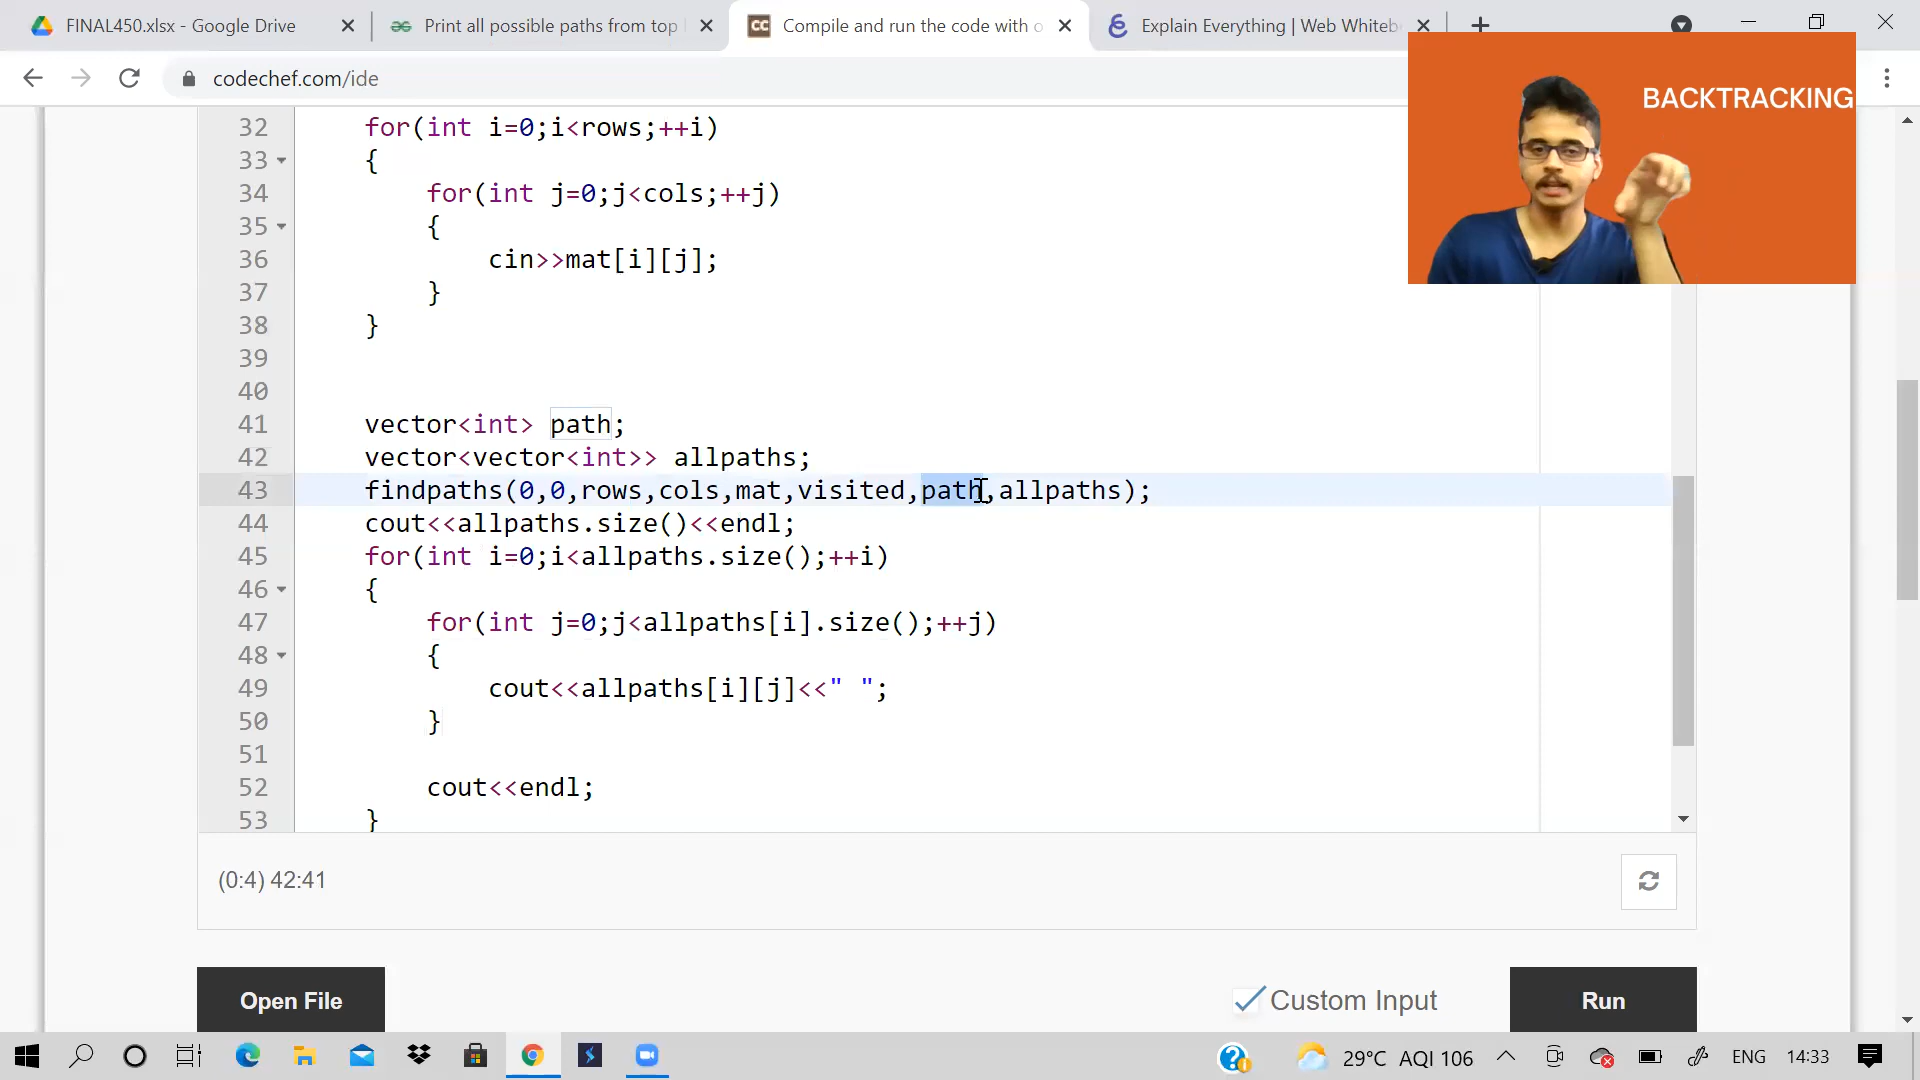 FINAL450.xlsx - Google Drive
Print all possible paths from top
Compile and run the code with o
Explain Everything | Web Whiteb
codechef.com/ide
BACKTRACKING
32 for(int i=0;i<rows;++i)
33 {
34 for(int j=0;j<cols;++j)
35 {
36 cin>>mat[i][j];
37 }
38 }
39
40
41 vector<int> path;
42 vector<vector<int>> allpaths;
43 findpaths(0,0,rows,cols,mat,visited,path,allpaths);
44 cout<<allpaths.size()<<endl;
45 for(int i=0;i<allpaths.size();++i)
46 {
47 for(int j=0;j<allpaths[i].size();++j)
48 {
49 cout<<allpaths[i][j]<<" ";
50 }
51
52 cout<<endl;
53 }
(0:4) 42:41
Open File
Custom Input
Run
29°C AQI 106
ENG
14:33